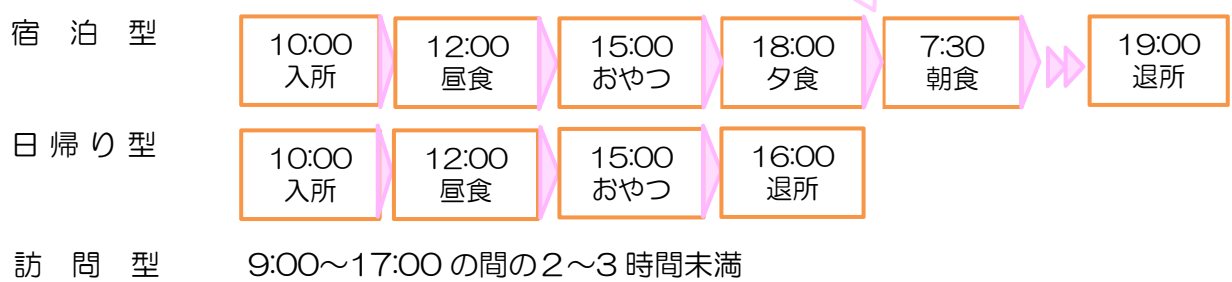 宿泊型
10:00
入所
12:00
昼食
15:00
おやつ
18:00
夕食
7:30
朝食
19:00
退所
日帰り型
10:00
入所
12:00
昼食
15:00
おやつ
16:00
退所
訪問型
9:00～17:00の間の2～3時間未満